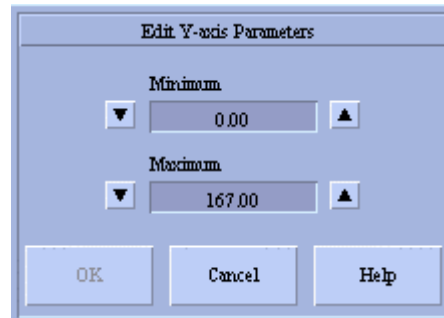 Edit Y-axis Parameters
Minimum
0.00
Maximum
167.00
OK Cancel Help